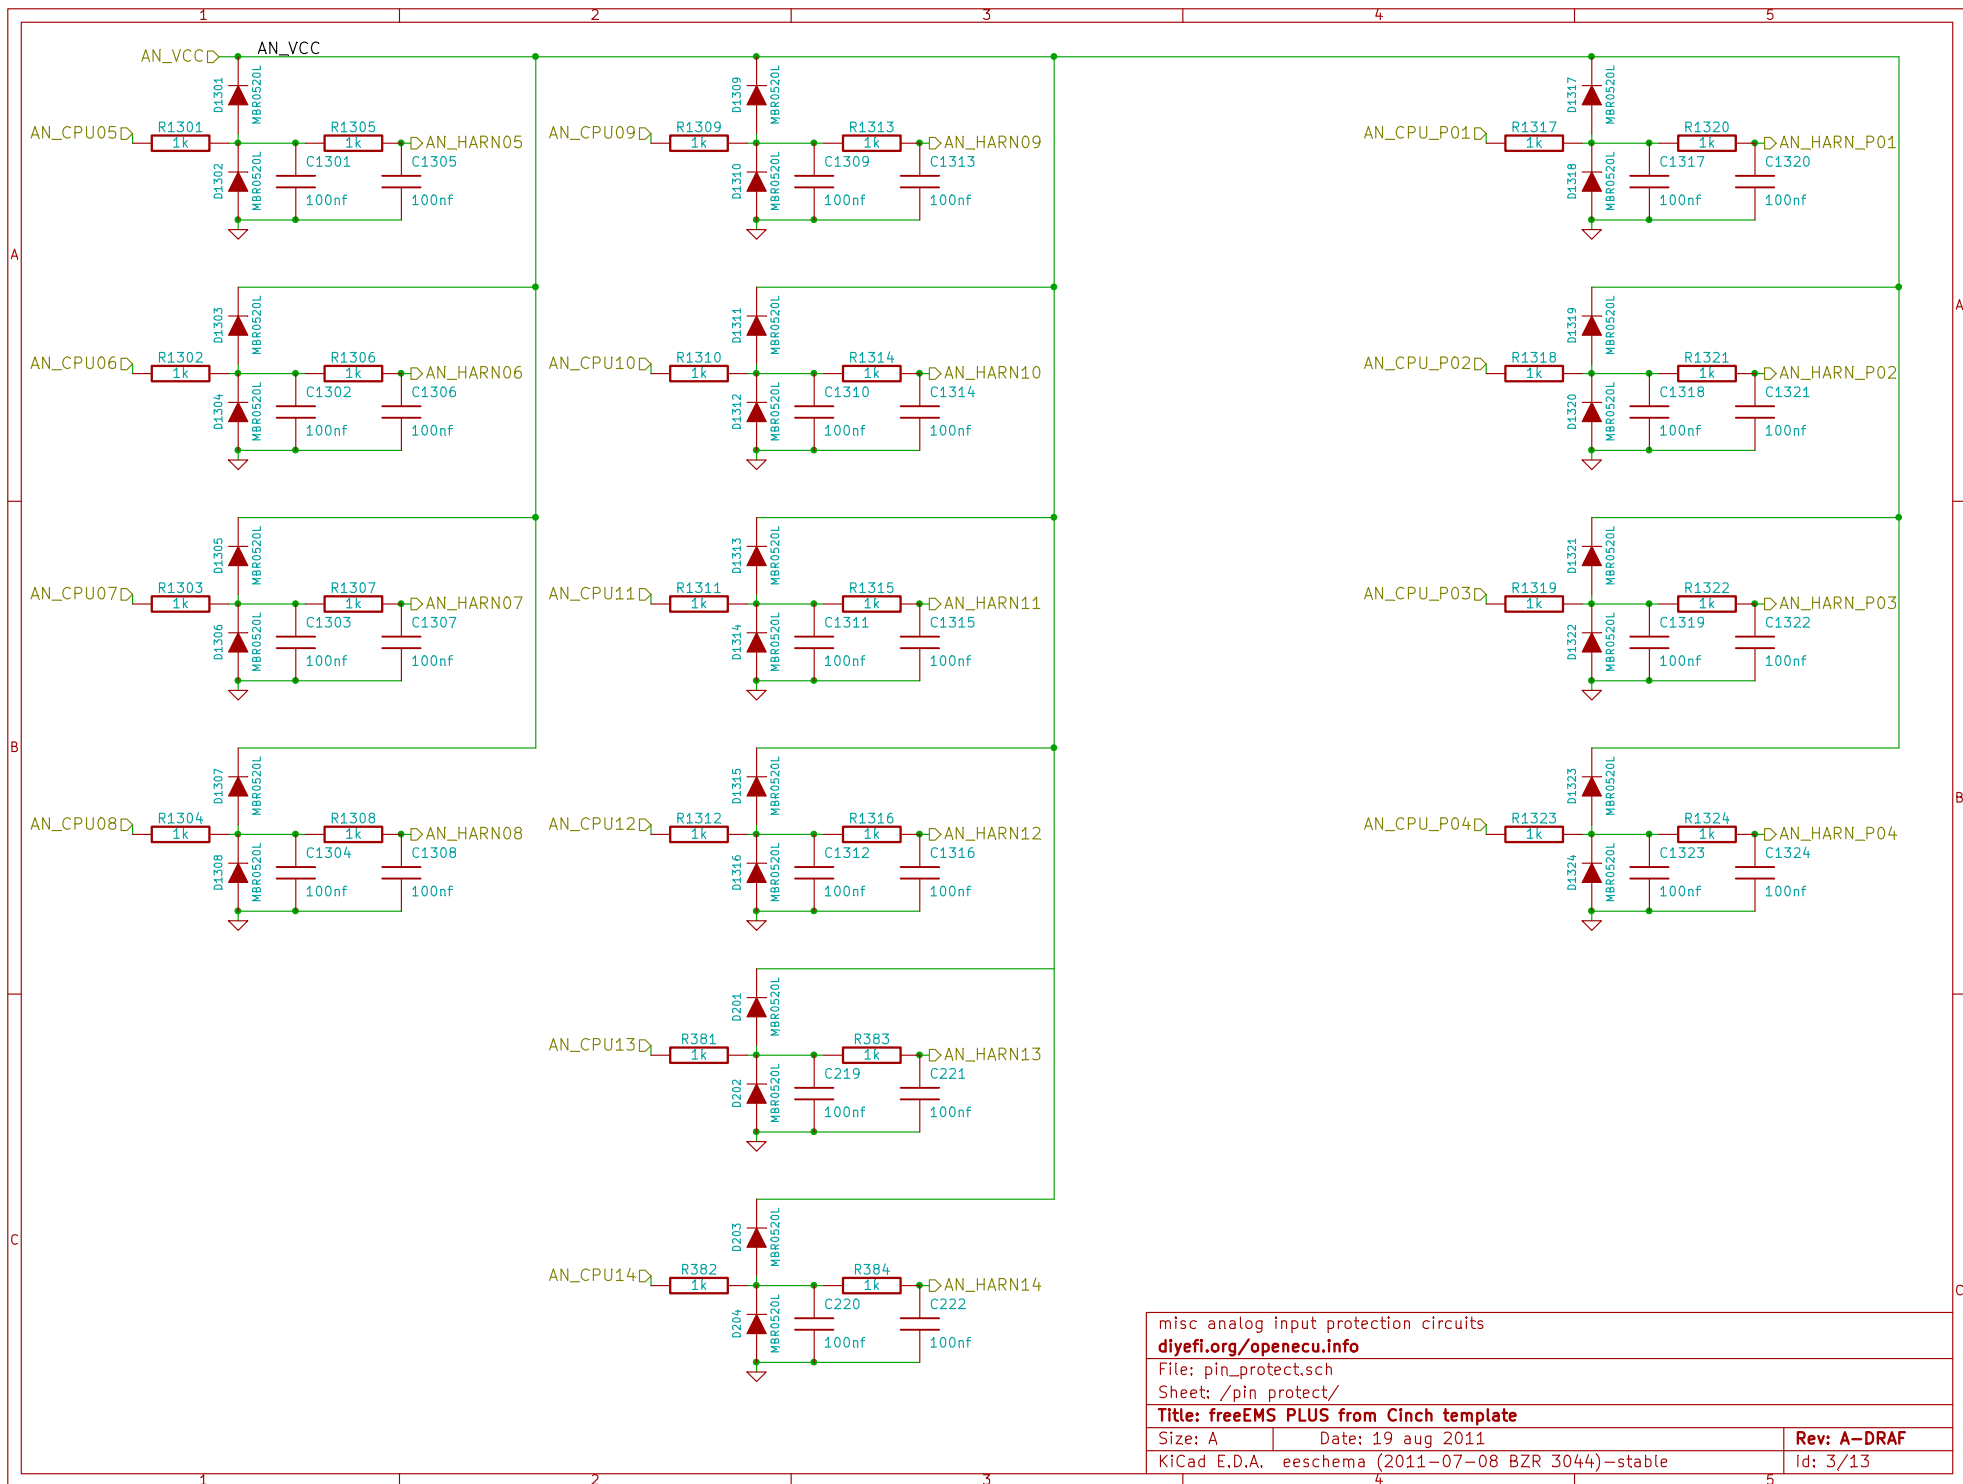 1 2 3 4 5
AN_VCC AN_VCC
D1301 MBR0520L
AN_CPU05 R1301 1k R1305 1k AN_HARN05
D1302 MBR0520L C1301 100nf C1305 100nf
D1309 MBR0520L
AN_CPU09 R1309 1k R1313 1k AN_HARN09
D1310 MBR0520L C1309 100nf C1313 100nf
D1317 MBR0520L
AN_CPU_P01 R1317 1k R1320 1k AN_HARN_P01
D1318 MBR0520L C1317 100nf C1320 100nf
A A
D1303 MBR0520L
AN_CPU06 R1302 1k R1306 1k AN_HARN06
D1304 MBR0520L C1302 100nf C1306 100nf
D1311 MBR0520L
AN_CPU10 R1310 1k R1314 1k AN_HARN10
D1312 MBR0520L C1310 100nf C1314 100nf
D1319 MBR0520L
AN_CPU_P02 R1318 1k R1321 1k AN_HARN_P02
D1320 MBR0520L C1318 100nf C1321 100nf
D1305 MBR0520L
AN_CPU07 R1303 1k R1307 1k AN_HARN07
D1306 MBR0520L C1303 100nf C1307 100nf
D1313 MBR0520L
AN_CPU11 R1311 1k R1315 1k AN_HARN11
D1314 MBR0520L C1311 100nf C1315 100nf
D1321 MBR0520L
AN_CPU_P03 R1319 1k R1322 1k AN_HARN_P03
D1322 MBR0520L C1319 100nf C1322 100nf
B B
D1307 MBR0520L
AN_CPU08 R1304 1k R1308 1k AN_HARN08
D1308 MBR0520L C1304 100nf C1308 100nf
D1315 MBR0520L
AN_CPU12 R1312 1k R1316 1k AN_HARN12
D1316 MBR0520L C1312 100nf C1316 100nf
D1323 MBR0520L
AN_CPU_P04 R1323 1k R1324 1k AN_HARN_P04
D1324 MBR0520L C1323 100nf C1324 100nf
D201 MBR0520L
AN_CPU13 R381 1k R383 1k AN_HARN13
D202 MBR0520L C219 100nf C221 100nf
C C
D203 MBR0520L
AN_CPU14 R382 1k R384 1k AN_HARN14
D204 MBR0520L C220 100nf C222 100nf
misc analog input protection circuits
diyefi.org/openecu.info
File: pin_protect.sch
Sheet: /pin protect/
Title: freeEMS PLUS from Cinch template
Size: A Date: 19 aug 2011 Rev: A-DRAF
KiCad E.D.A. eeschema (2011-07-08 BZR 3044)-stable Id: 3/13
1 2 3 4 5